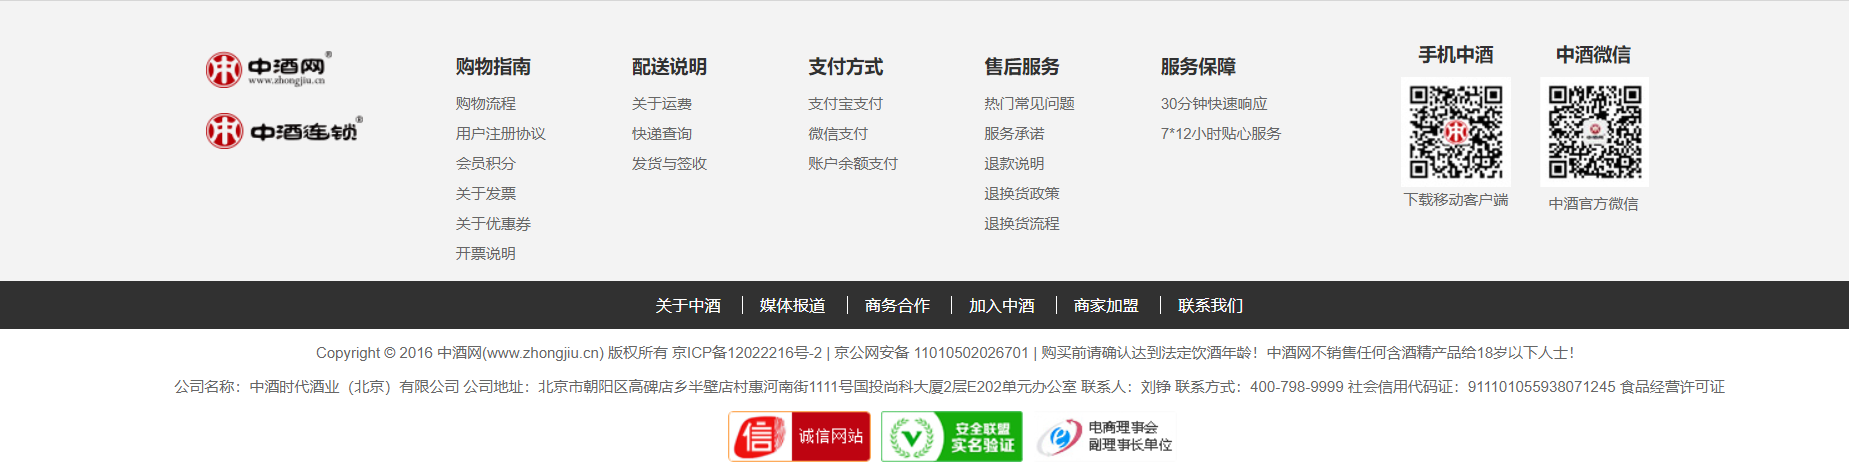 中酒网®
www.zhongjiu.cn
中酒连锁®
购物指南
购物流程
用户注册协议
会员积分
关于发票
关于优惠券
开票说明
配送说明
关于运费
快递查询
发货与签收
支付方式
支付宝支付
微信支付
账户余额支付
售后服务
热门常见问题
服务承诺
退款说明
退换货政策
退换货流程
服务保障
30分钟快速响应
7*12小时贴心服务
手机中酒
下载移动客户端
中酒微信
中酒官方微信
关于中酒 | 媒体报道 | 商务合作 | 加入中酒 | 商家加盟 | 联系我们
Copyright © 2016 中酒网(www.zhongjiu.cn) 版权所有 京ICP备12022216号-2 | 京公网安备 11010502026701 | 购买前请确认达到法定饮酒年龄！中酒网不销售任何含酒精产品给18岁以下人士！
公司名称：中酒时代酒业（北京）有限公司 公司地址：北京市朝阳区高碑店乡半壁店村惠河南街1111号国投尚科大厦2层E202单元办公室 联系人：刘铮 联系方式：400-798-9999 社会信用代码证：911101055938071245 食品经营许可证
信 诚信网站
安全联盟
实名验证
电商理事会
副理事长单位